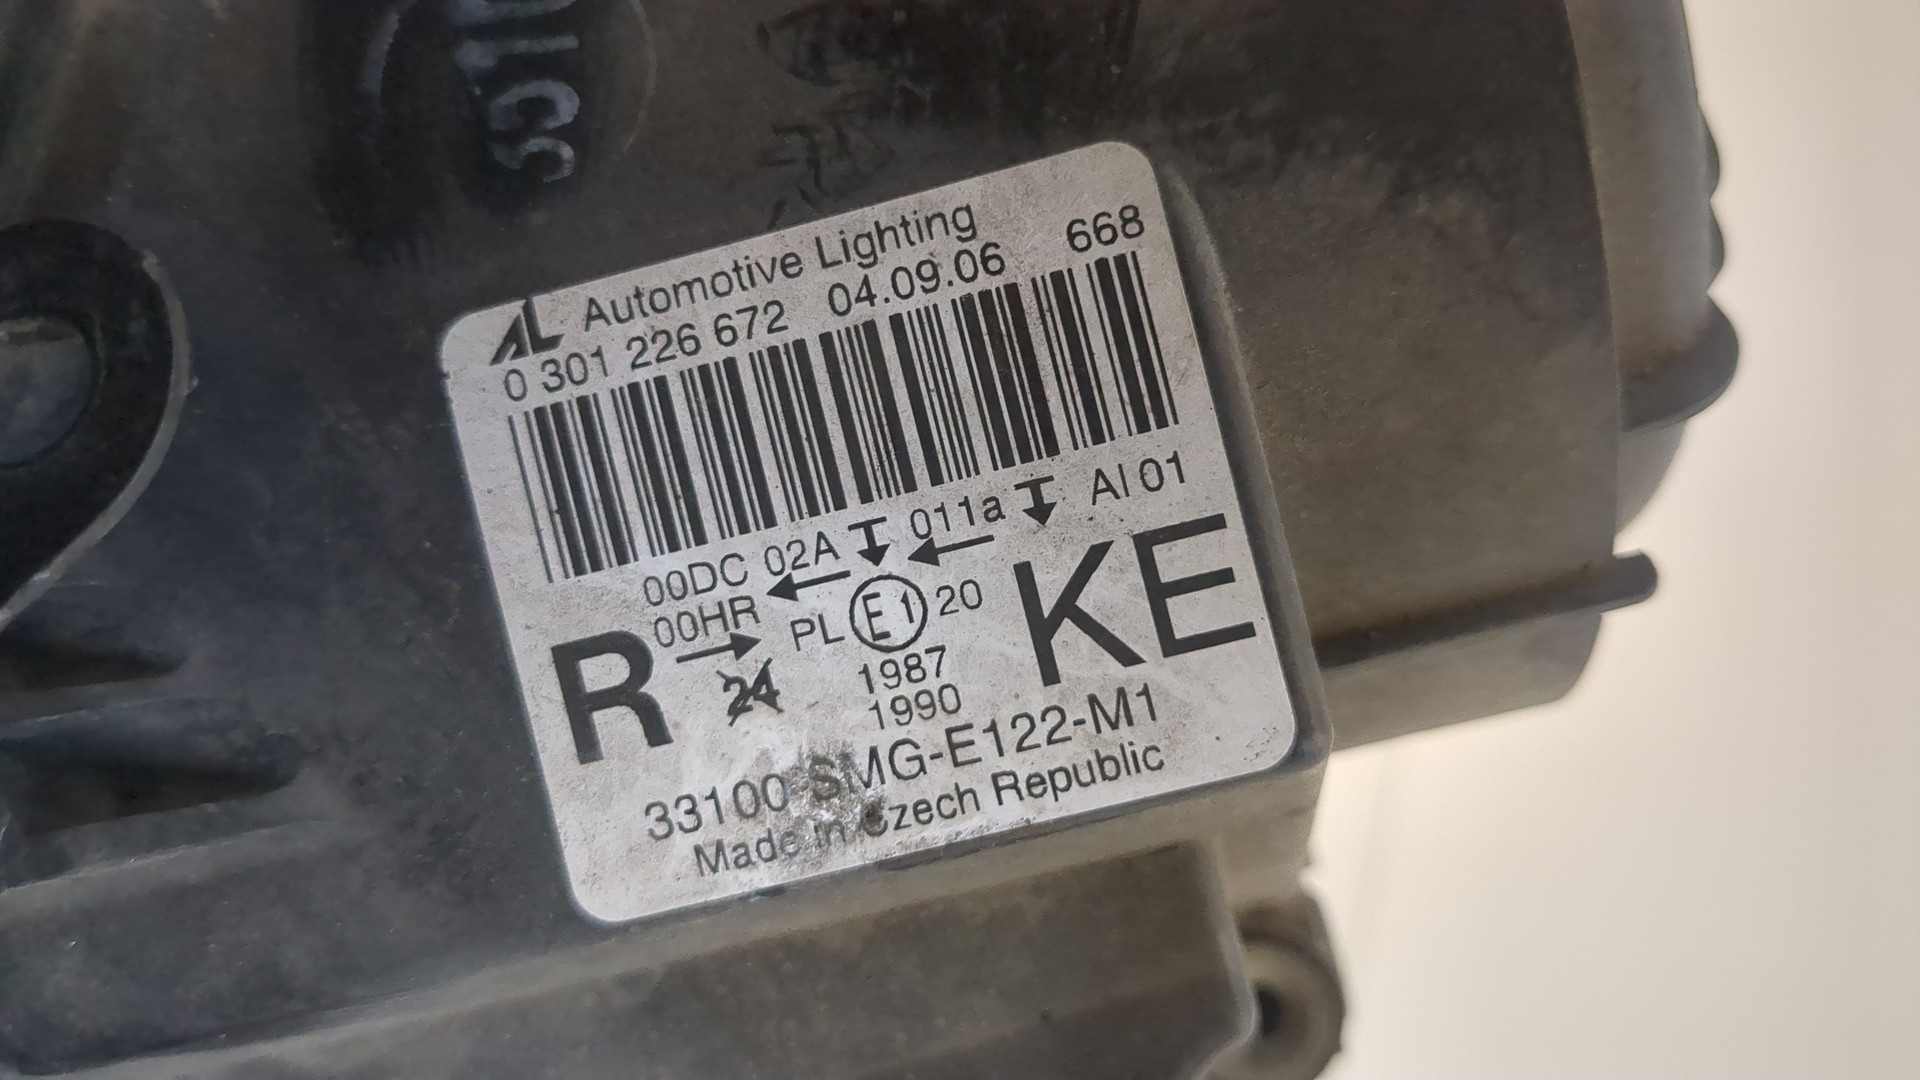 AL Automotive Lighting
0 301 226 672 04.09.06 668
00DC 02A 011a AI 01
00HR PL E1 20
R 24 1987 KE
1990
33100 SMG-E122-M1
Made in Czech Republic